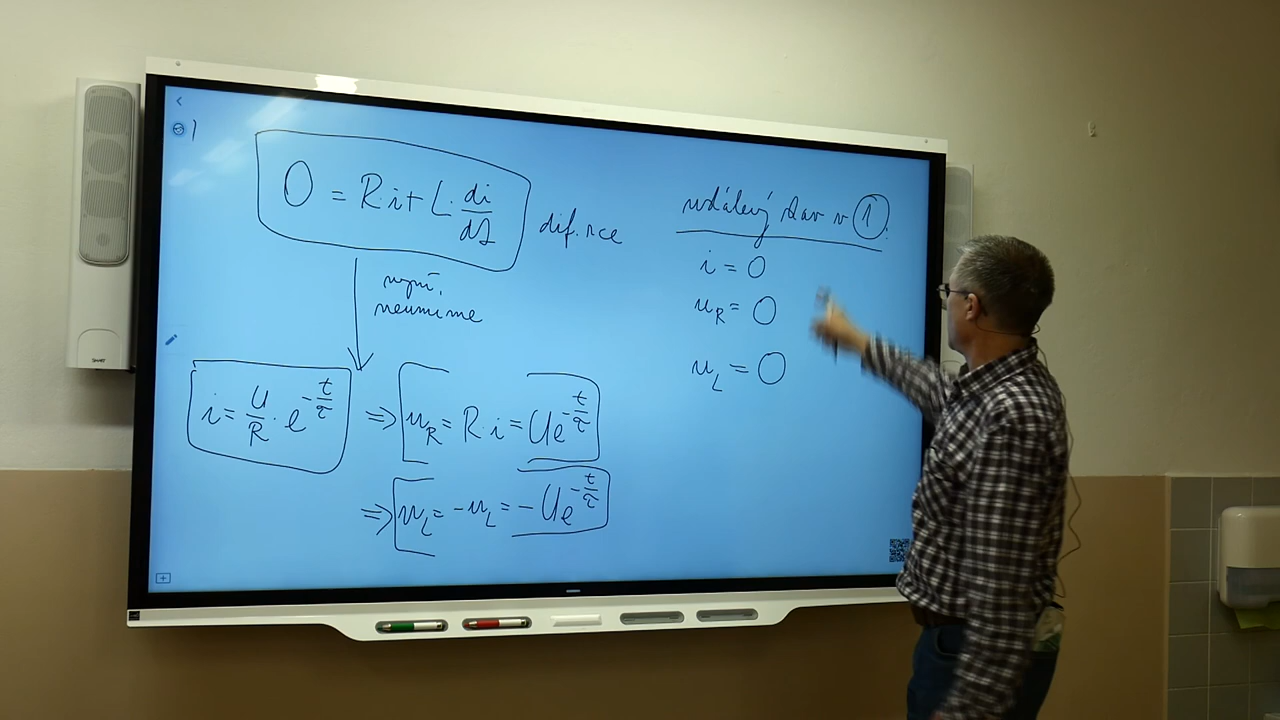 0 = R·i + L·di/dt
dif. rce
nyní
neumíme
i = U/R · e^(-t/τ) ⇒ u_R = R·i = Ue^(-t/τ)
⇒ u_L = -u_L = -Ue^(-t/τ)
ustálený stav v 1.
i = 0
u_R = 0
u_L = 0